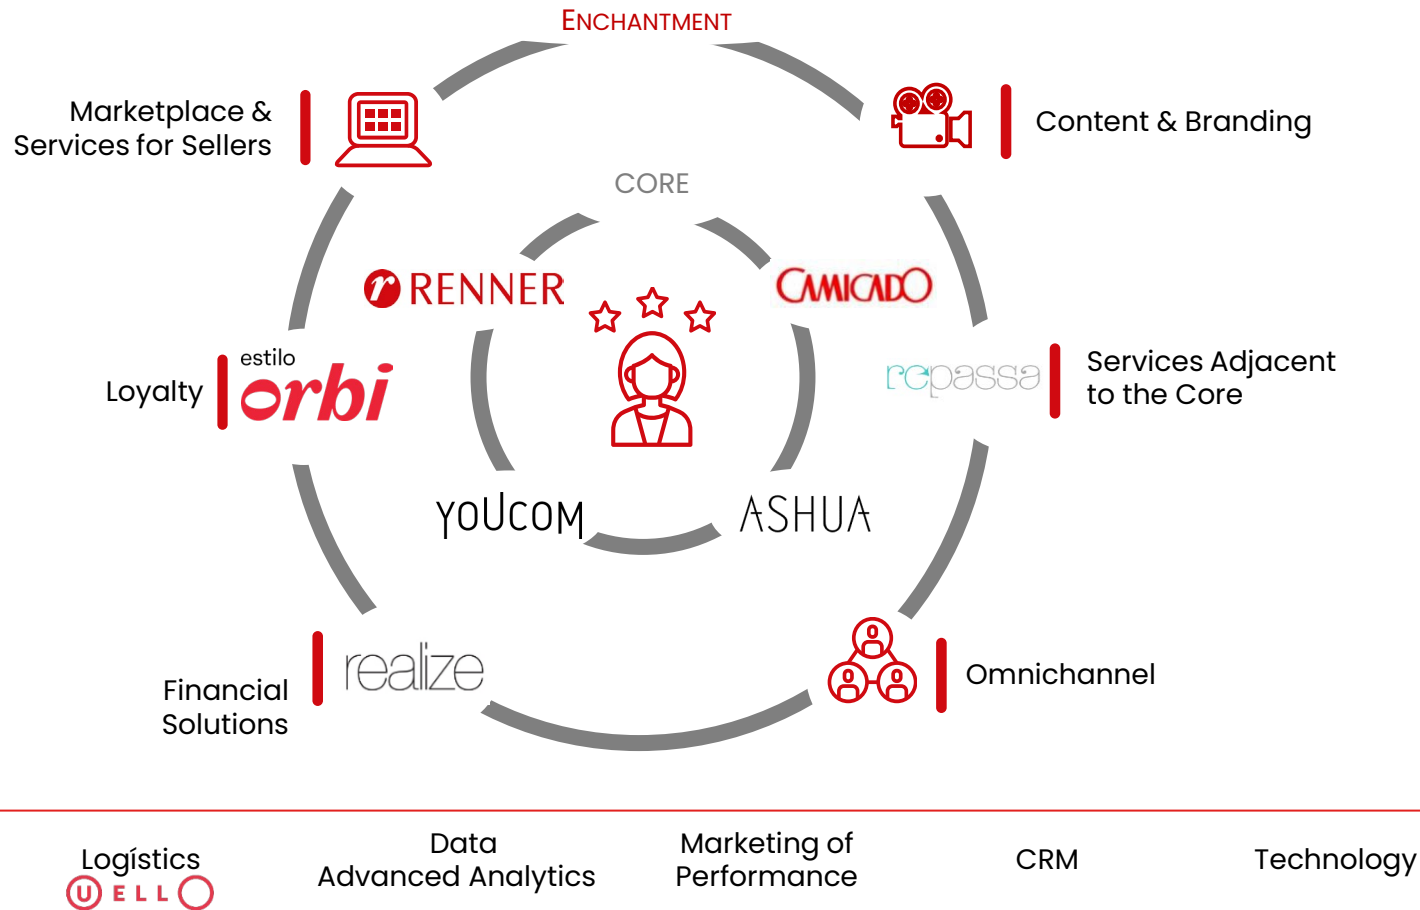 ENCHANTMENT
Marketplace &
Services for Sellers
Content & Branding
CORE
r RENNER
CAMICADO
Loyalty
estilo
orbi
repassa
Services Adjacent
to the Core
YOUCOM
ASHUA
Financial
Solutions
realize
Omnichannel
Logístics
UELLO
Data
Advanced Analytics
Marketing of
Performance
CRM
Technology